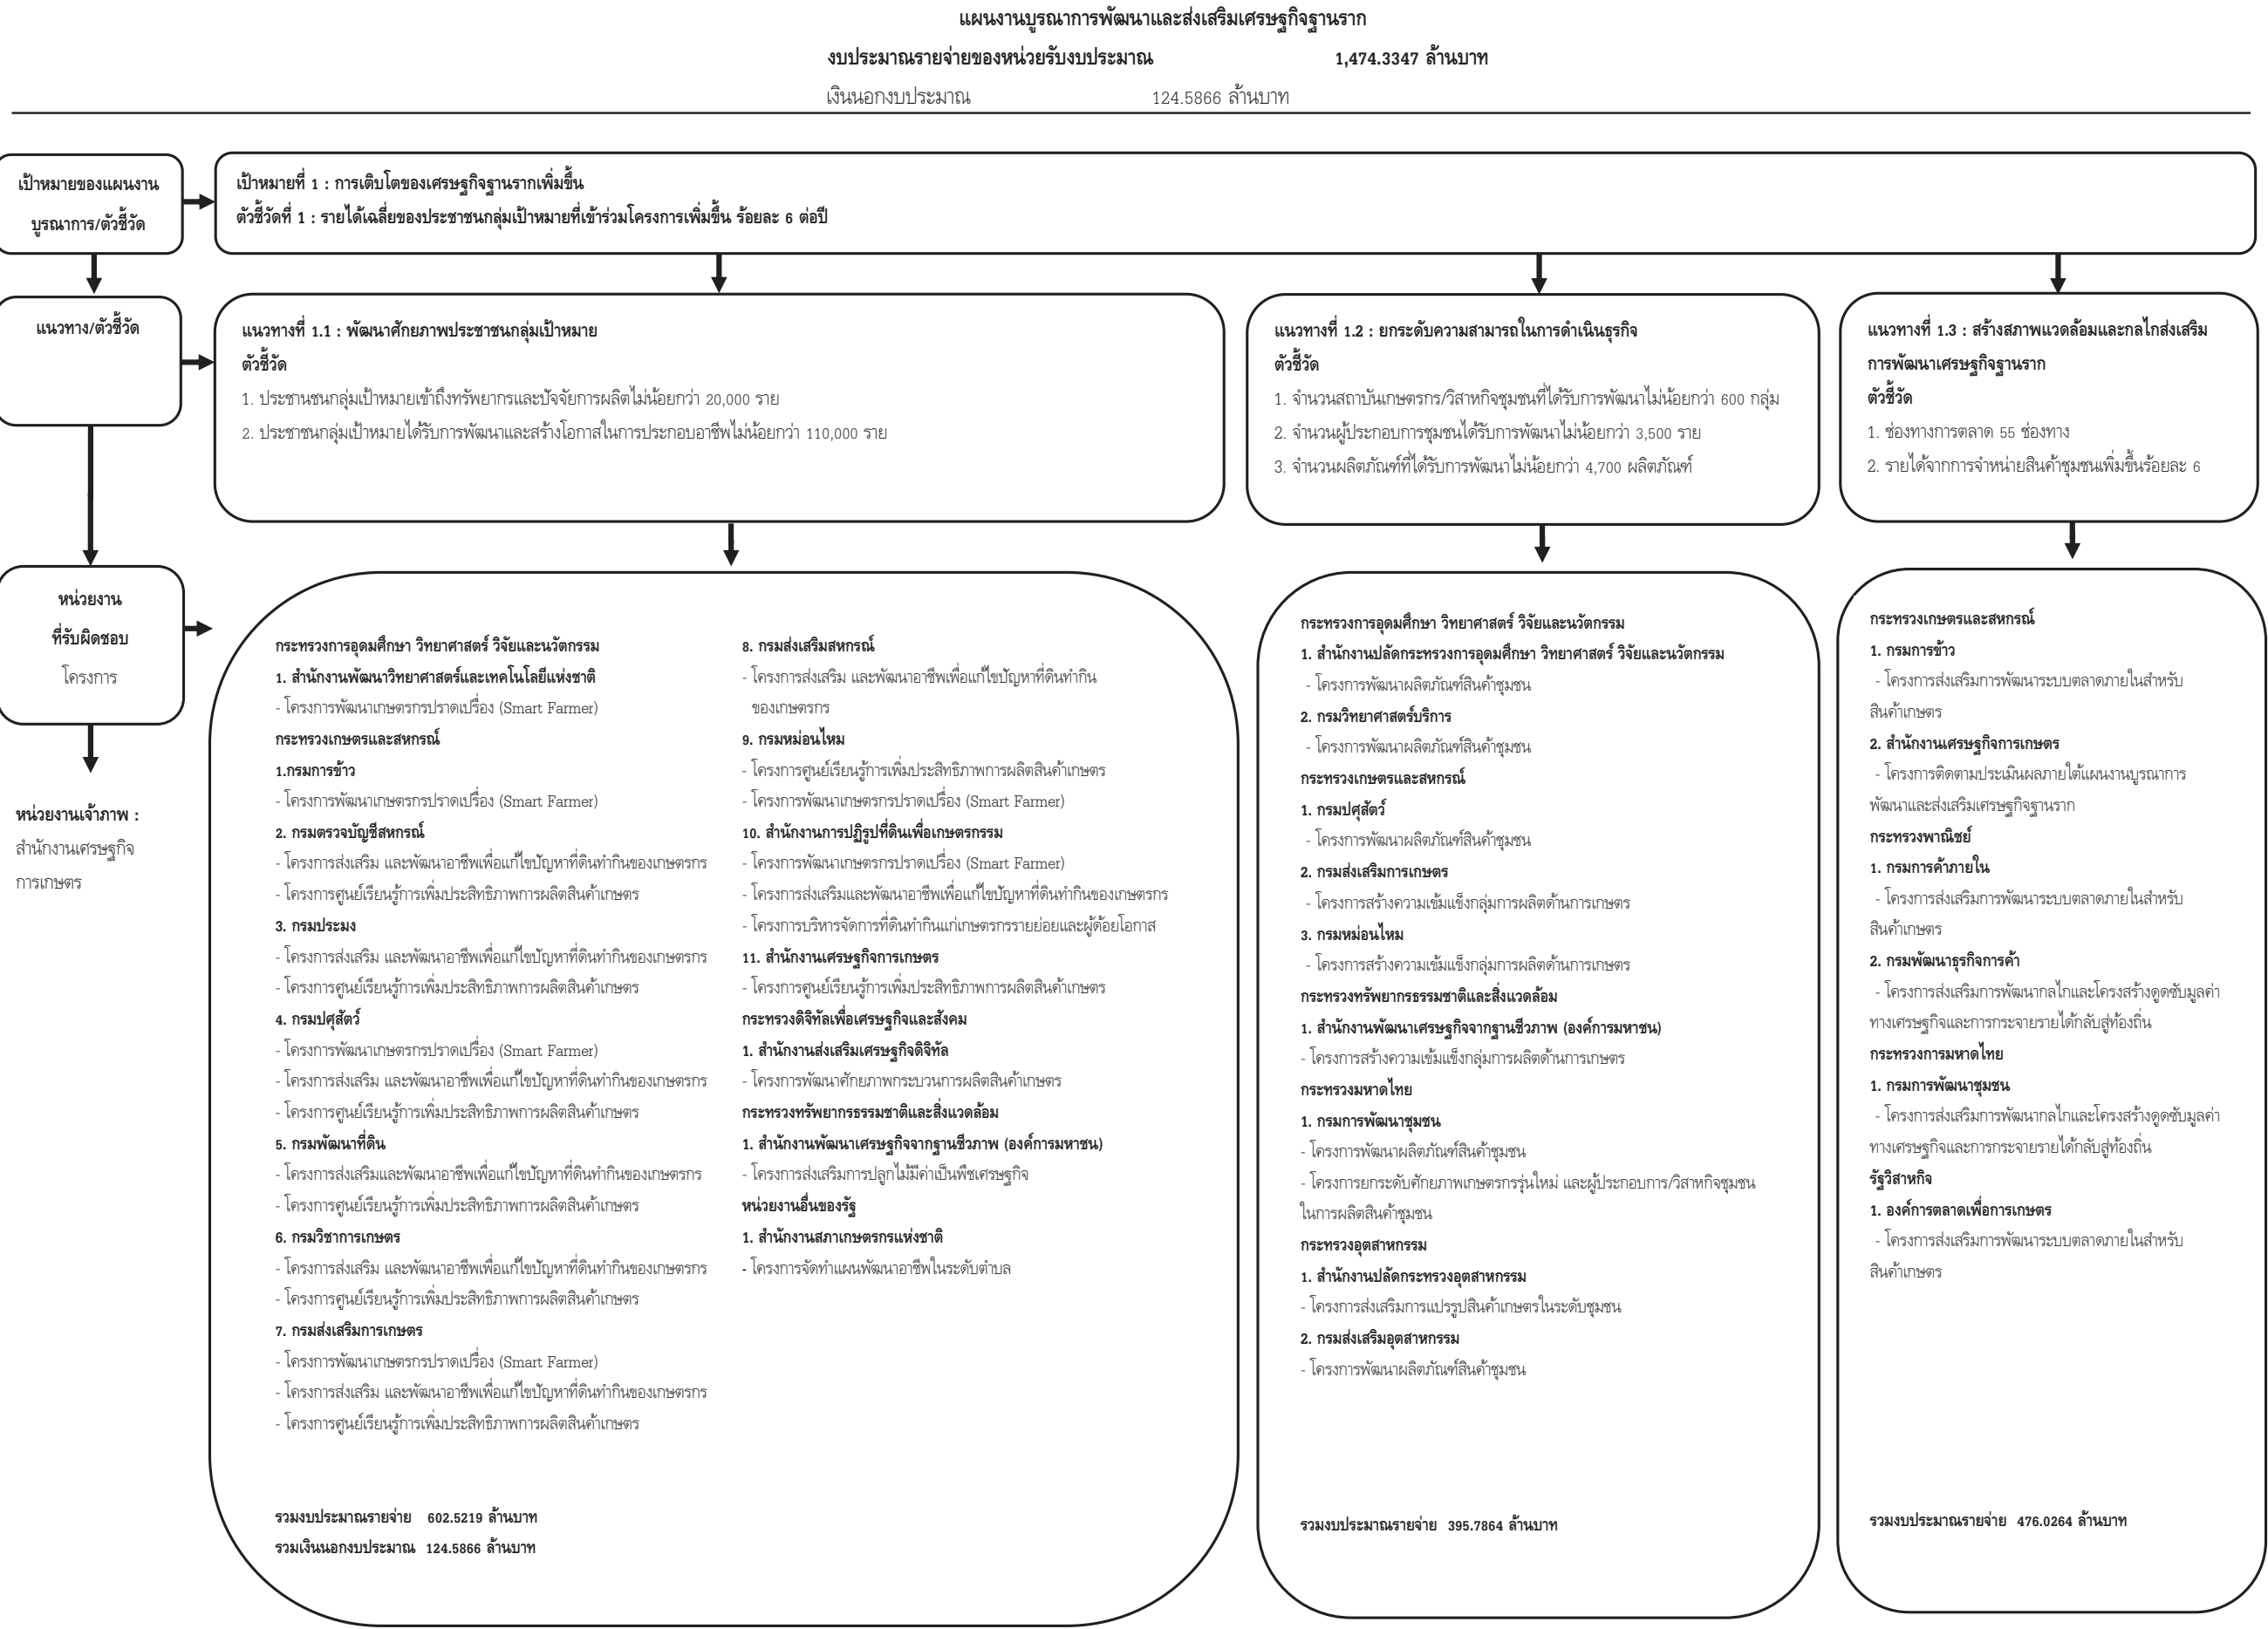 แผนงานบูรณาการพัฒนาและส่งเสริมเศรษฐกิจฐานราก
งบประมาณรายจ่ายของหน่วยรับงบประมาณ 1,474.3347 ล้านบาท
เงินนอกงบประมาณ 124.5866 ล้านบาท
เป้าหมายของแผนงาน
บูรณาการ/ตัวชี้วัด
เป้าหมายที่ 1 : การเติบโตของเศรษฐกิจฐานรากเพิ่มขึ้น
ตัวชี้วัดที่ 1 : รายได้เฉลี่ยของประชาชนกลุ่มเป้าหมายที่เข้าร่วมโครงการเพิ่มขึ้น ร้อยละ 6 ต่อปี
แนวทาง/ตัวชี้วัด
แนวทางที่ 1.1 : พัฒนาศักยภาพประชาชนกลุ่มเป้าหมาย
ตัวชี้วัด
1. ประชานชนกลุ่มเป้าหมายเข้าถึงทรัพยากรและปัจจัยการผลิตไม่น้อยกว่า 20,000 ราย
2. ประชาชนกลุ่มเป้าหมายได้รับการพัฒนาและสร้างโอกาสในการประกอบอาชีพไม่น้อยกว่า 110,000 ราย
แนวทางที่ 1.2 : ยกระดับความสามารถในการดำเนินธุรกิจ
ตัวชี้วัด
1. จำนวนสถาบันเกษตรกร/วิสาหกิจชุมชนที่ได้รับการพัฒนาไม่น้อยกว่า 600 กลุ่ม
2. จำนวนผู้ประกอบการชุมชนได้รับการพัฒนาไม่น้อยกว่า 3,500 ราย
3. จำนวนผลิตภัณฑ์ที่ได้รับการพัฒนาไม่น้อยกว่า 4,700 ผลิตภัณฑ์
แนวทางที่ 1.3 : สร้างสภาพแวดล้อมและกลไกส่งเสริม
การพัฒนาเศรษฐกิจฐานราก
ตัวชี้วัด
1. ช่องทางการตลาด 55 ช่องทาง
2. รายได้จากการจำหน่ายสินค้าชุมชนเพิ่มขึ้นร้อยละ 6
หน่วยงาน
ที่รับผิดชอบ
โครงการ
หน่วยงานเจ้าภาพ :
สำนักงานเศรษฐกิจ
การเกษตร
กระทรวงการอุดมศึกษา วิทยาศาสตร์ วิจัยและนวัตกรรม
1. สำนักงานพัฒนาวิทยาศาสตร์และเทคโนโลยีแห่งชาติ
- โครงการพัฒนาเกษตรกรปราดเปรื่อง (Smart Farmer)
กระทรวงเกษตรและสหกรณ์
1.กรมการข้าว
- โครงการพัฒนาเกษตรกรปราดเปรื่อง (Smart Farmer)
2. กรมตรวจบัญชีสหกรณ์
- โครงการส่งเสริม และพัฒนาอาชีพเพื่อแก้ไขปัญหาที่ดินทำกินของเกษตรกร
- โครงการศูนย์เรียนรู้การเพิ่มประสิทธิภาพการผลิตสินค้าเกษตร
3. กรมประมง
- โครงการส่งเสริม และพัฒนาอาชีพเพื่อแก้ไขปัญหาที่ดินทำกินของเกษตรกร
- โครงการศูนย์เรียนรู้การเพิ่มประสิทธิภาพการผลิตสินค้าเกษตร
4. กรมปศุสัตว์
- โครงการพัฒนาเกษตรกรปราดเปรื่อง (Smart Farmer)
- โครงการส่งเสริม และพัฒนาอาชีพเพื่อแก้ไขปัญหาที่ดินทำกินของเกษตรกร
- โครงการศูนย์เรียนรู้การเพิ่มประสิทธิภาพการผลิตสินค้าเกษตร
5. กรมพัฒนาที่ดิน
- โครงการส่งเสริมและพัฒนาอาชีพเพื่อแก้ไขปัญหาที่ดินทำกินของเกษตรกร
- โครงการศูนย์เรียนรู้การเพิ่มประสิทธิภาพการผลิตสินค้าเกษตร
6. กรมวิชาการเกษตร
- โครงการส่งเสริม และพัฒนาอาชีพเพื่อแก้ไขปัญหาที่ดินทำกินของเกษตรกร
- โครงการศูนย์เรียนรู้การเพิ่มประสิทธิภาพการผลิตสินค้าเกษตร
7. กรมส่งเสริมการเกษตร
- โครงการพัฒนาเกษตรกรปราดเปรื่อง (Smart Farmer)
- โครงการส่งเสริม และพัฒนาอาชีพเพื่อแก้ไขปัญหาที่ดินทำกินของเกษตรกร
- โครงการศูนย์เรียนรู้การเพิ่มประสิทธิภาพการผลิตสินค้าเกษตร
8. กรมส่งเสริมสหกรณ์
- โครงการส่งเสริม และพัฒนาอาชีพเพื่อแก้ไขปัญหาที่ดินทำกิน
ของเกษตรกร
9. กรมหม่อนไหม
- โครงการศูนย์เรียนรู้การเพิ่มประสิทธิภาพการผลิตสินค้าเกษตร
- โครงการพัฒนาเกษตรกรปราดเปรื่อง (Smart Farmer)
10. สำนักงานการปฏิรูปที่ดินเพื่อเกษตรกรรม
- โครงการพัฒนาเกษตรกรปราดเปรื่อง (Smart Farmer)
- โครงการส่งเสริมและพัฒนาอาชีพเพื่อแก้ไขปัญหาที่ดินทำกินของเกษตรกร
- โครงการบริหารจัดการที่ดินทำกินแก่เกษตรกรรายย่อยและผู้ด้อยโอกาส
11. สำนักงานเศรษฐกิจการเกษตร
- โครงการศูนย์เรียนรู้การเพิ่มประสิทธิภาพการผลิตสินค้าเกษตร
กระทรวงดิจิทัลเพื่อเศรษฐกิจและสังคม
1. สำนักงานส่งเสริมเศรษฐกิจดิจิทัล
- โครงการพัฒนาศักยภาพกระบวนการผลิตสินค้าเกษตร
กระทรวงทรัพยากรธรรมชาติและสิ่งแวดล้อม
1. สำนักงานพัฒนาเศรษฐกิจจากฐานชีวภาพ (องค์การมหาชน)
- โครงการส่งเสริมการปลูกไม้มีค่าเป็นพืชเศรษฐกิจ
หน่วยงานอื่นของรัฐ
1. สำนักงานสภาเกษตรกรแห่งชาติ
- โครงการจัดทำแผนพัฒนาอาชีพในระดับตำบล
รวมงบประมาณรายจ่าย 602.5219 ล้านบาท
รวมเงินนอกงบประมาณ 124.5866 ล้านบาท
กระทรวงการอุดมศึกษา วิทยาศาสตร์ วิจัยและนวัตกรรม
1. สำนักงานปลัดกระทรวงการอุดมศึกษา วิทยาศาสตร์ วิจัยและนวัตกรรม
- โครงการพัฒนาผลิตภัณฑ์สินค้าชุมชน
2. กรมวิทยาศาสตร์บริการ
- โครงการพัฒนาผลิตภัณฑ์สินค้าชุมชน
กระทรวงเกษตรและสหกรณ์
1. กรมปศุสัตว์
- โครงการพัฒนาผลิตภัณฑ์สินค้าชุมชน
2. กรมส่งเสริมการเกษตร
- โครงการสร้างความเข้มแข็งกลุ่มการผลิตด้านการเกษตร
3. กรมหม่อนไหม
- โครงการสร้างความเข้มแข็งกลุ่มการผลิตด้านการเกษตร
กระทรวงทรัพยากรธรรมชาติและสิ่งแวดล้อม
1. สำนักงานพัฒนาเศรษฐกิจจากฐานชีวภาพ (องค์การมหาชน)
- โครงการสร้างความเข้มแข็งกลุ่มการผลิตด้านการเกษตร
กระทรวงมหาดไทย
1. กรมการพัฒนาชุมชน
- โครงการพัฒนาผลิตภัณฑ์สินค้าชุมชน
- โครงการยกระดับศักยภาพเกษตรกรรุ่นใหม่ และผู้ประกอบการ/วิสาหกิจชุมชน
ในการผลิตสินค้าชุมชน
กระทรวงอุตสาหกรรม
1. สำนักงานปลัดกระทรวงอุตสาหกรรม
- โครงการส่งเสริมการแปรรูปสินค้าเกษตรในระดับชุมชน
2. กรมส่งเสริมอุตสาหกรรม
- โครงการพัฒนาผลิตภัณฑ์สินค้าชุมชน
รวมงบประมาณรายจ่าย 395.7864 ล้านบาท
กระทรวงเกษตรและสหกรณ์
1. กรมการข้าว
- โครงการส่งเสริมการพัฒนาระบบตลาดภายในสำหรับ
สินค้าเกษตร
2. สำนักงานเศรษฐกิจการเกษตร
- โครงการติดตามประเมินผลภายใต้แผนงานบูรณาการ
พัฒนาและส่งเสริมเศรษฐกิจฐานราก
กระทรวงพาณิชย์
1. กรมการค้าภายใน
- โครงการส่งเสริมการพัฒนาระบบตลาดภายในสำหรับ
สินค้าเกษตร
2. กรมพัฒนาธุรกิจการค้า
- โครงการส่งเสริมการพัฒนากลไกและโครงสร้างดูดซับมูลค่า
ทางเศรษฐกิจและการกระจายรายได้กลับสู่ท้องถิ่น
กระทรวงการมหาดไทย
1. กรมการพัฒนาชุมชน
- โครงการส่งเสริมการพัฒนากลไกและโครงสร้างดูดซับมูลค่า
ทางเศรษฐกิจและการกระจายรายได้กลับสู่ท้องถิ่น
รัฐวิสาหกิจ
1. องค์การตลาดเพื่อการเกษตร
- โครงการส่งเสริมการพัฒนาระบบตลาดภายในสำหรับ
สินค้าเกษตร
รวมงบประมาณรายจ่าย 476.0264 ล้านบาท